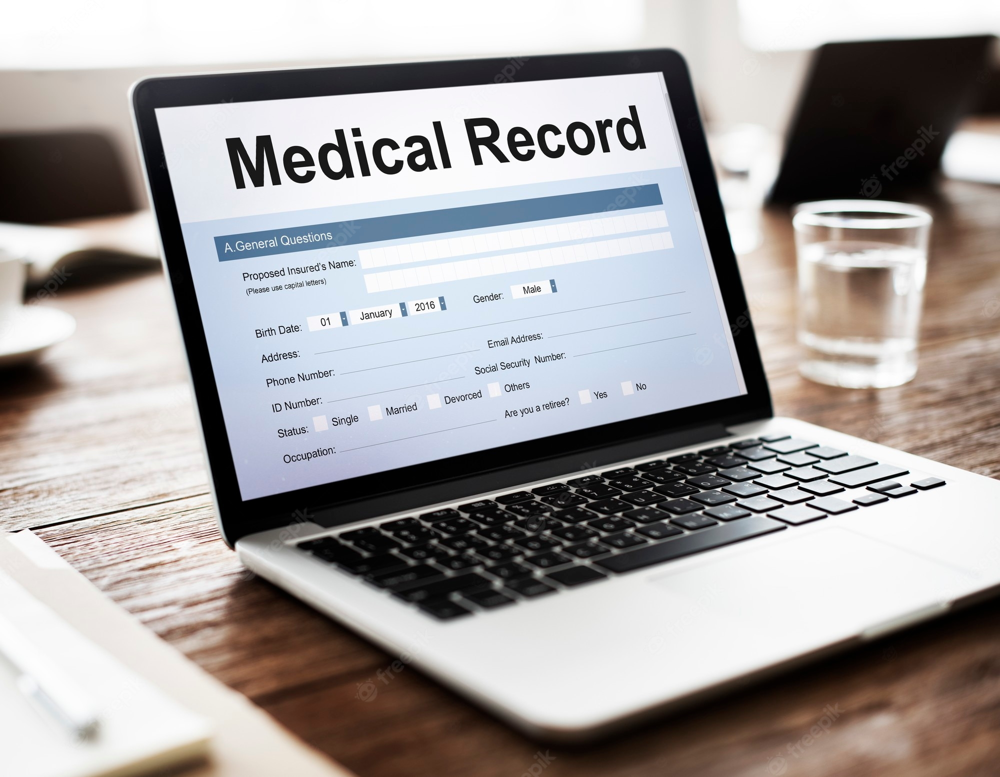 Medical Record
A.General Questions
Proposed Insured's Name:
(Please use capital letters)
Birth Date: 01 January 2016 Gender: Male
Address:
Phone Number: Email Address:
ID Number: Social Security Number:
Status: Single Married Devorced Others
Occupation: Are you a retiree? Yes No
freepik